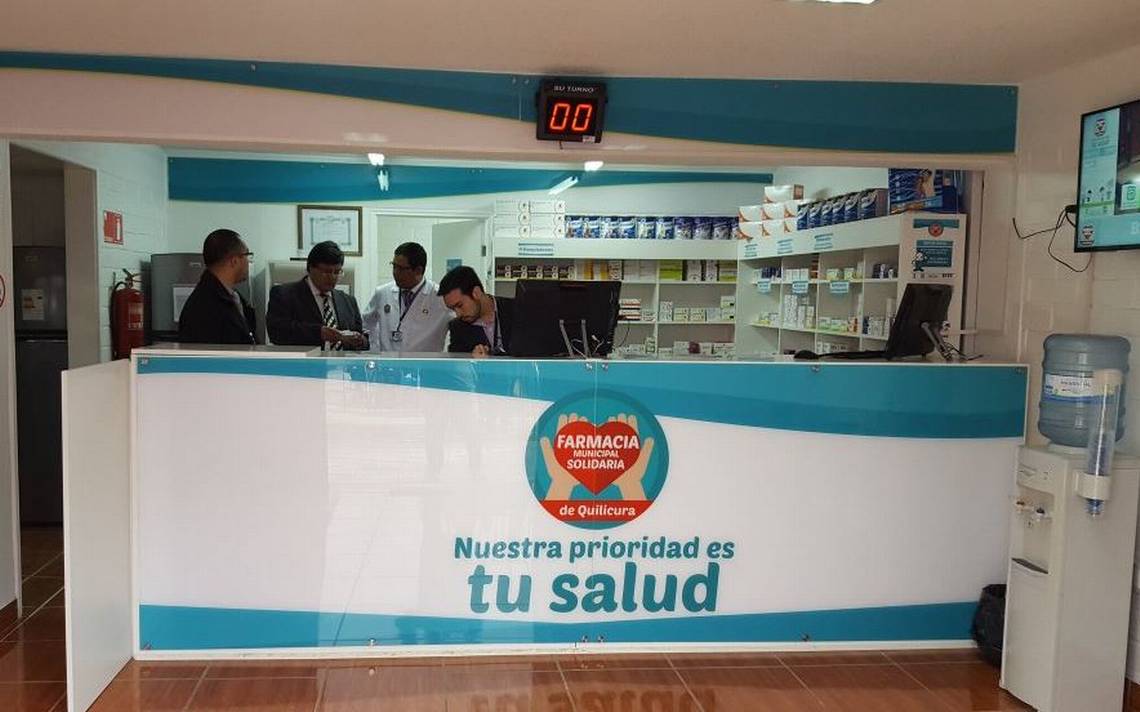 SU TURNO
00
FARMACIA
MUNICIPAL
SOLIDARIA
de Quilicura
Nuestra prioridad es
tu salud